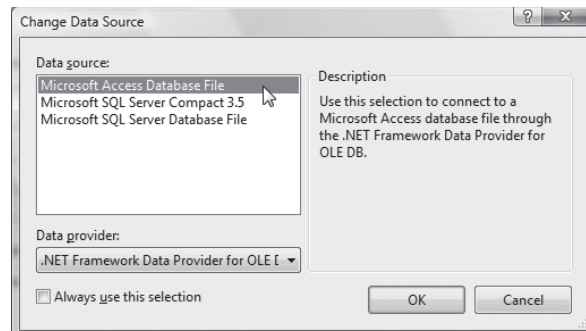 Change Data Source
Data source:
Microsoft Access Database File
Microsoft SQL Server Compact 3.5
Microsoft SQL Server Database File
Description
Use this selection to connect to a
Microsoft Access database file through
the .NET Framework Data Provider for
OLE DB.
Data provider:
.NET Framework Data Provider for OLE
Always use this selection
OK
Cancel